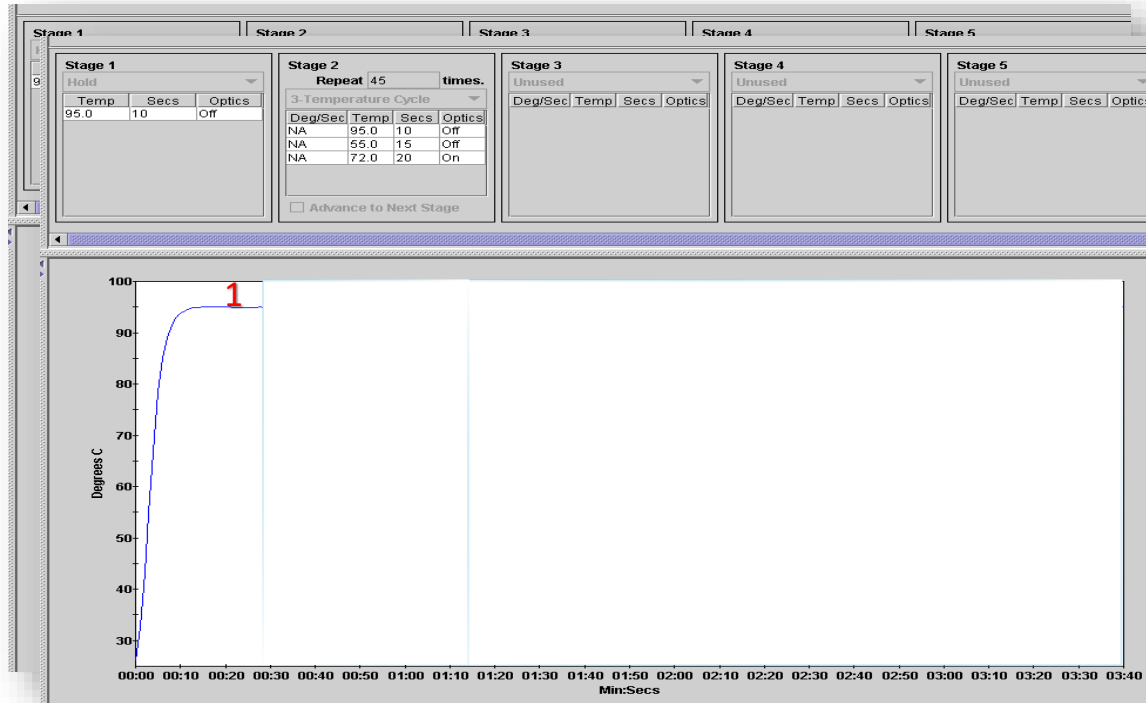 Stage 1
Stage 2
Stage 3
Stage 4
Stage 5
9
Stage 1
Hold
Temp Secs Optics
95.0 10 Off
Stage 2
Repeat 45 times.
3-Temperature Cycle
Deg/Sec Temp Secs Optics
NA 95.0 10 Off
NA 55.0 15 Off
NA 72.0 20 On
Advance to Next Stage
Stage 3
Unused
Deg/Sec Temp Secs Optics
Stage 4
Unused
Deg/Sec Temp Secs Optics
Stage 5
Unused
Deg/Sec Temp Secs Optic
1
100
90
80
70
60
50
40
30
Degrees C
00:00 00:10 00:20 00:30 00:40 00:50 01:00 01:10 01:20 01:30 01:40 01:50 02:00 02:10 02:20 02:30 02:40 02:50 03:00 03:10 03:20 03:30 03:40
Min:Secs